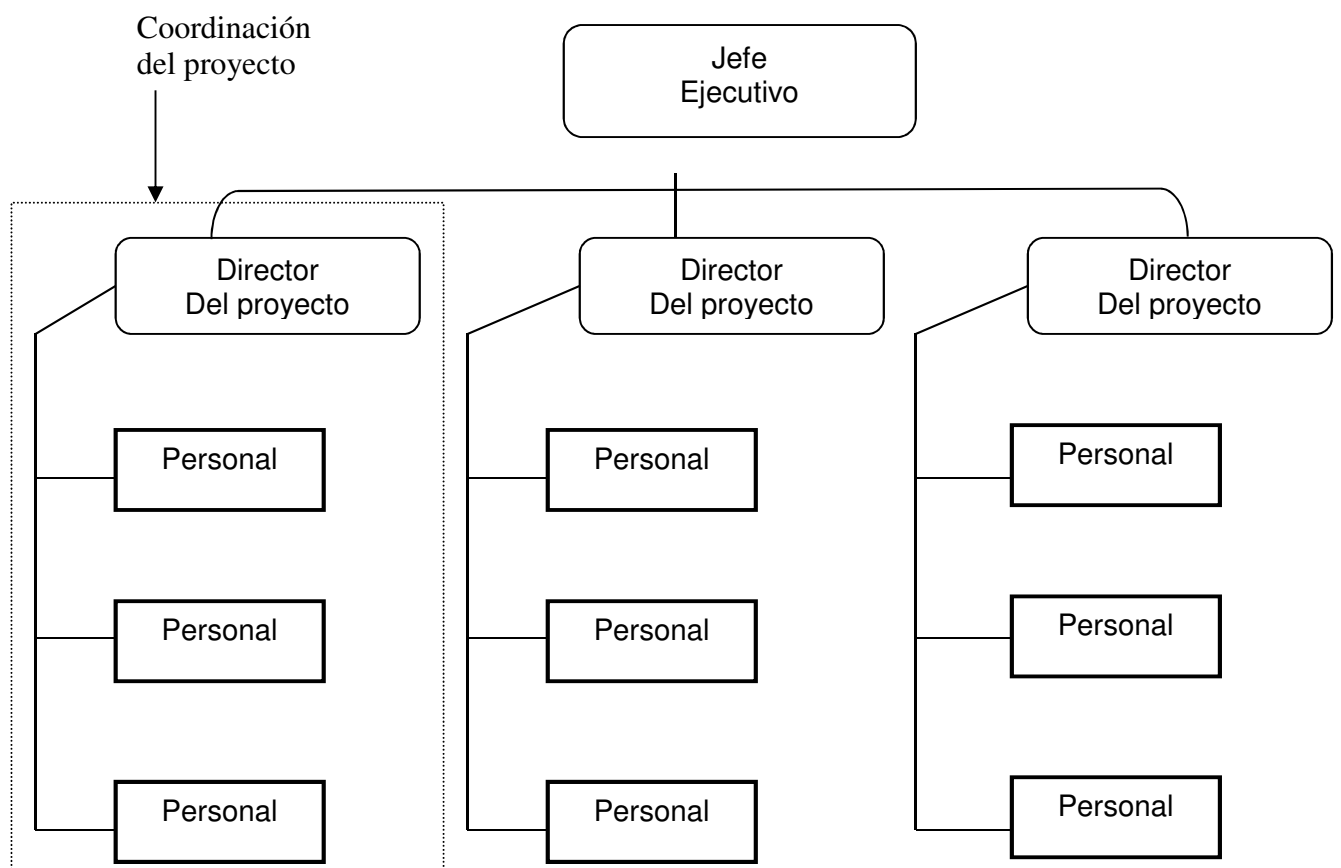 Coordinación
del proyecto
Jefe
Ejecutivo
Director
Del proyecto
Director
Del proyecto
Director
Del proyecto
Personal
Personal
Personal
Personal
Personal
Personal
Personal
Personal
Personal